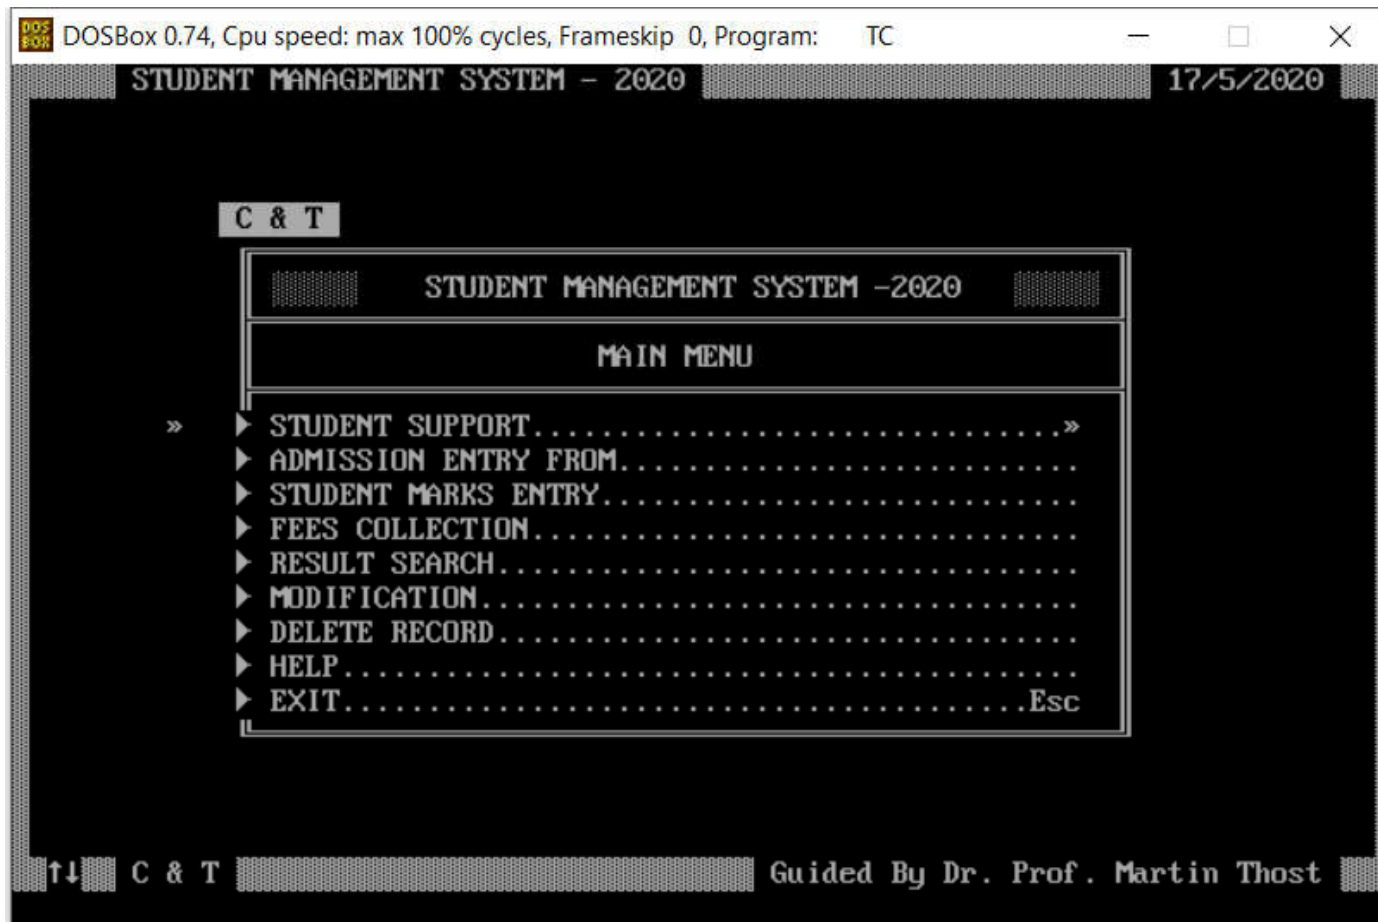 DOSBox 0.74, Cpu speed: max 100% cycles, Frameskip 0, Program: TC
STUDENT MANAGEMENT SYSTEM - 2020 17/5/2020
C & T
STUDENT MANAGEMENT SYSTEM -2020
MAIN MENU
» ▶ STUDENT SUPPORT...............................»
▶ ADMISSION ENTRY FROM...........................
▶ STUDENT MARKS ENTRY............................
▶ FEES COLLECTION................................
▶ RESULT SEARCH..................................
▶ MODIFICATION...................................
▶ DELETE RECORD..................................
▶ HELP...........................................
▶ EXIT........................................Esc
↑↓ C & T Guided By Dr. Prof. Martin Thost